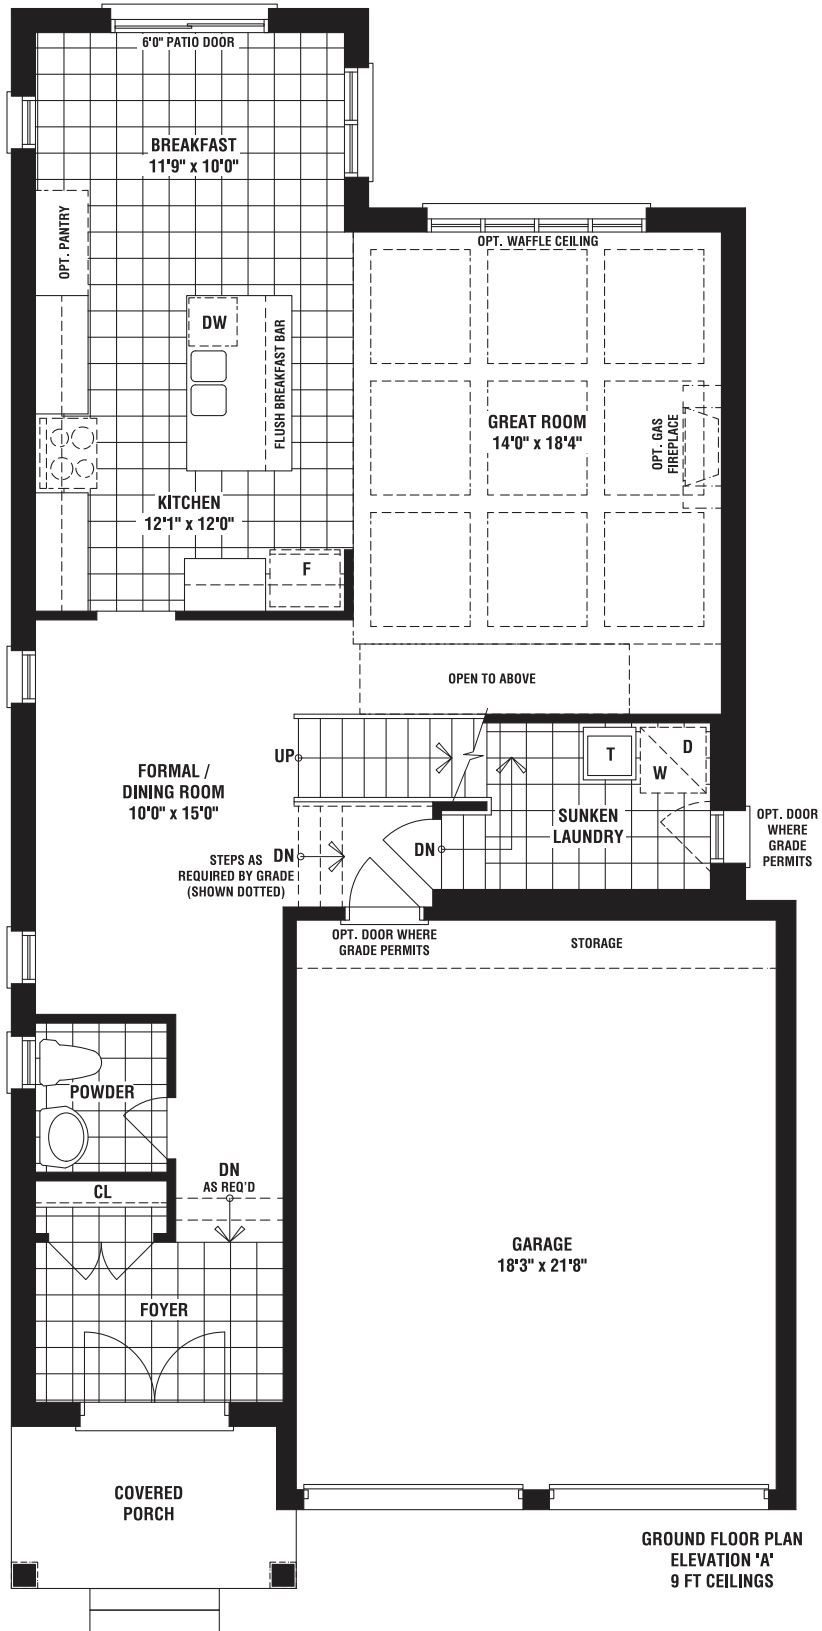 6'0" PATIO DOOR
BREAKFAST
11'9" x 10'0"
OPT. PANTRY
OPT. WAFFLE CEILING
DW
FLUSH BREAKFAST BAR
GREAT ROOM
14'0" x 18'4"
OPT. GAS
FIREPLACE
KITCHEN
12'1" x 12'0"
F
OPEN TO ABOVE
UP
T
D
W
FORMAL /
DINING ROOM
10'0" x 15'0"
SUNKEN
LAUNDRY
OPT. DOOR
WHERE
GRADE
PERMITS
DN
DN
STEPS AS
REQUIRED BY GRADE
(SHOWN DOTTED)
OPT. DOOR WHERE
GRADE PERMITS
STORAGE
POWDER
DN
AS REQ'D
CL
GARAGE
18'3" x 21'8"
FOYER
COVERED
PORCH
GROUND FLOOR PLAN
ELEVATION 'A'
9 FT CEILINGS